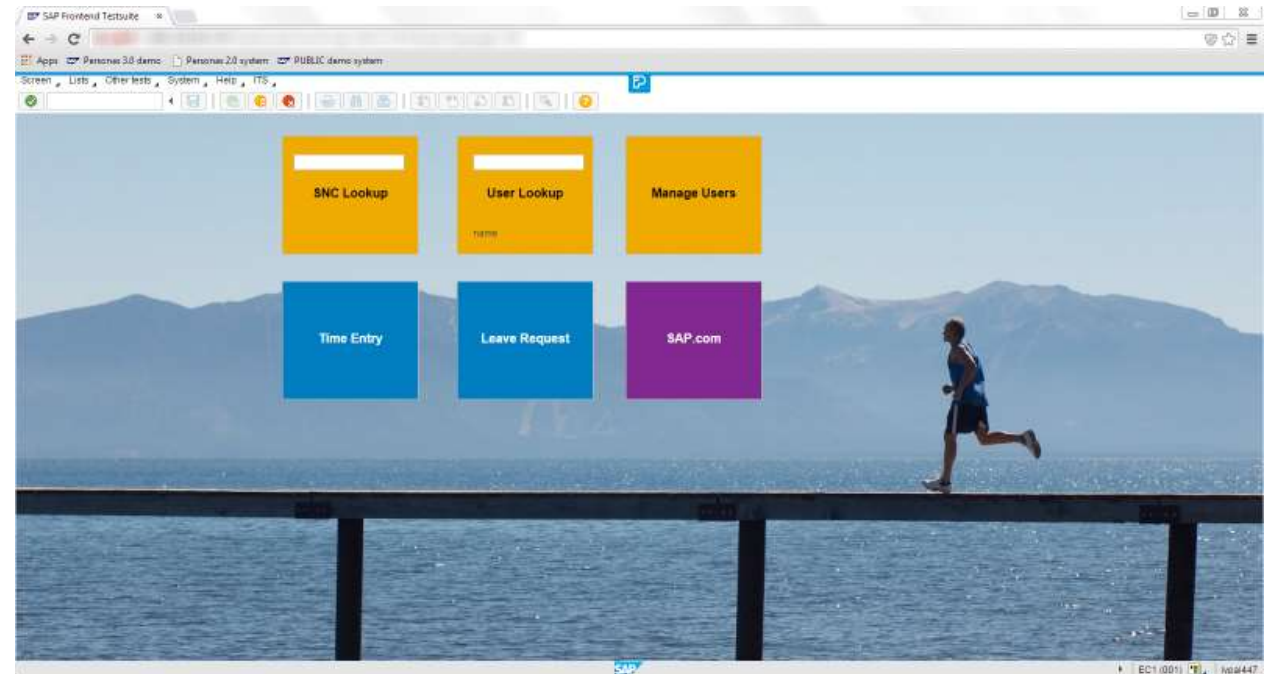 SAP Frontend Testsuite
Apps Personas 3.0 demo Personas 2.0 system PUBLIC demo system
Screen Lists Other tests System Help ITS
SNC Lookup User Lookup Manage Users
name
Time Entry Leave Request SAP.com
SAP
EC1 (001)